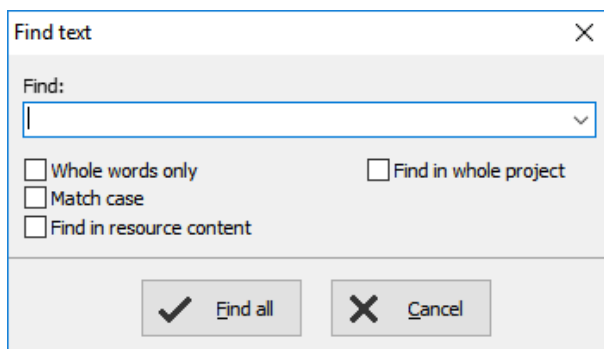 Find text
Find:
Whole words only
Find in whole project
Match case
Find in resource content
Find all
Cancel